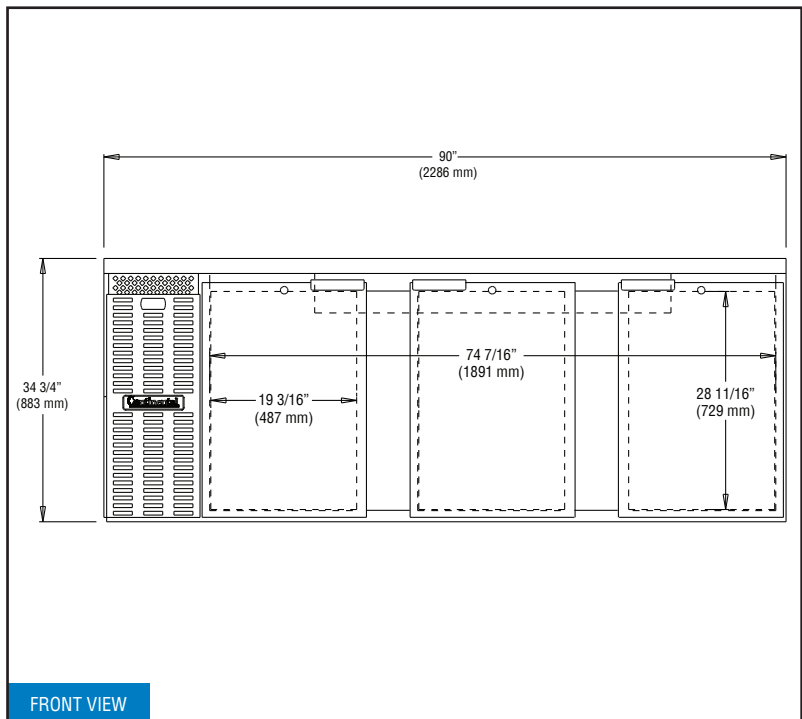 90”
(2286 mm)
34 3/4”
(883 mm)
74 7/16”
(1891 mm)
19 3/16”
(487 mm)
28 11/16”
(729 mm)
Continental
FRONT VIEW